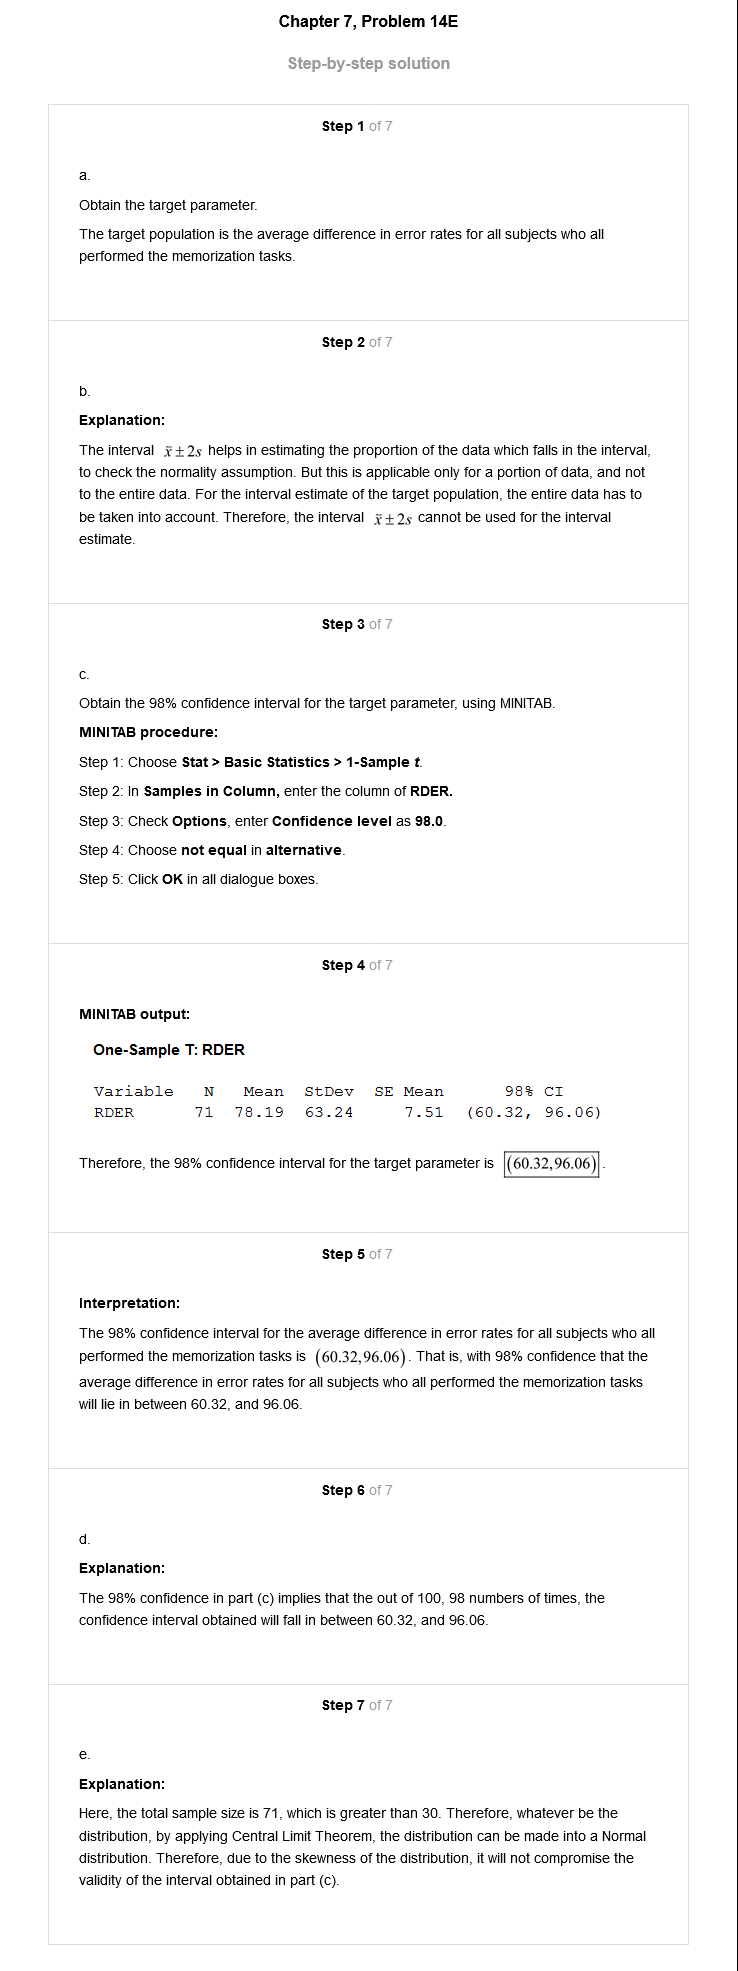 Chapter 7, Problem 14E
Step-by-step solution
Step 1 of 7
a.
Obtain the target parameter.
The target population is the average difference in error rates for all subjects who all
performed the memorization tasks.
Step 2 of 7
b.
Explanation:
The interval x̄±2s helps in estimating the proportion of the data which falls in the interval,
to check the normality assumption. But this is applicable only for a portion of data, and not
to the entire data. For the interval estimate of the target population, the entire data has to
be taken into account. Therefore, the interval x̄±2s cannot be used for the interval
estimate.
Step 3 of 7
c.
Obtain the 98% confidence interval for the target parameter, using MINITAB.
MINITAB procedure:
Step 1: Choose Stat > Basic Statistics > 1-Sample t.
Step 2: In Samples in Column, enter the column of RDER.
Step 3: Check Options, enter Confidence level as 98.0.
Step 4: Choose not equal in alternative.
Step 5: Click OK in all dialogue boxes.
Step 4 of 7
MINITAB output:
One-Sample T: RDER
Variable N Mean StDev SE Mean 98% CI
RDER 71 78.19 63.24 7.51 (60.32, 96.06)
Therefore, the 98% confidence interval for the target parameter is (60.32,96.06).
Step 5 of 7
Interpretation:
The 98% confidence interval for the average difference in error rates for all subjects who all
performed the memorization tasks is (60.32,96.06). That is, with 98% confidence that the
average difference in error rates for all subjects who all performed the memorization tasks
will lie in between 60.32, and 96.06.
Step 6 of 7
d.
Explanation:
The 98% confidence in part (c) implies that the out of 100, 98 numbers of times, the
confidence interval obtained will fall in between 60.32, and 96.06.
Step 7 of 7
e.
Explanation:
Here, the total sample size is 71, which is greater than 30. Therefore, whatever be the
distribution, by applying Central Limit Theorem, the distribution can be made into a Normal
distribution. Therefore, due to the skewness of the distribution, it will not compromise the
validity of the interval obtained in part (c).